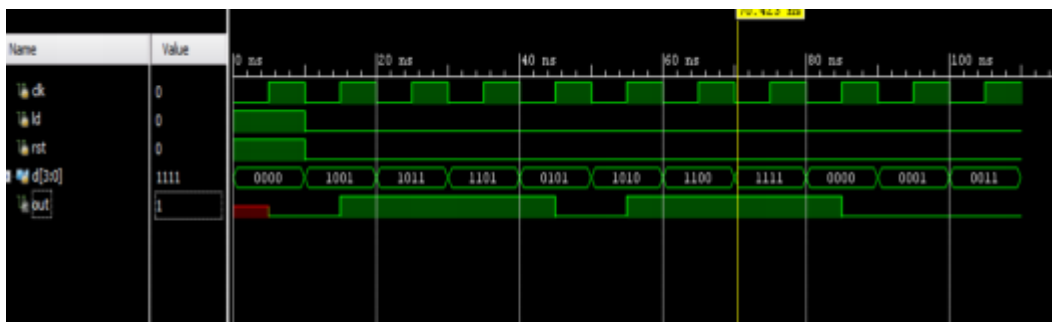 Name Value
0 ns 20 ns 40 ns 60 ns 80 ns 100 ns
clk 0
ld 0
rst 0
d[3:0] 1111 0000 1001 1011 1101 0101 1010 1100 1111 0000 0001 0011
out 1